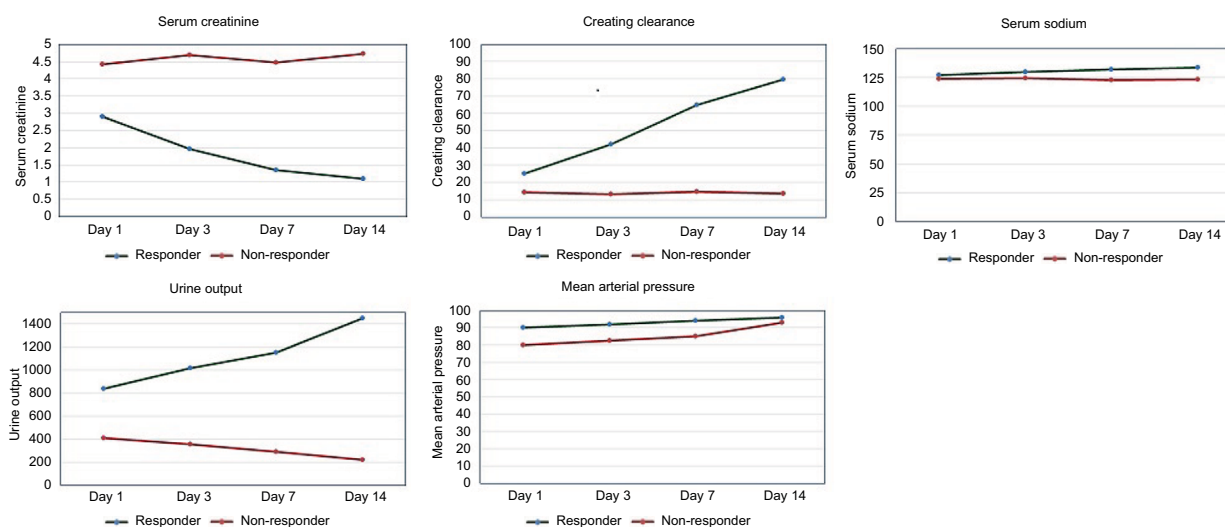 Serum creatinine
Serum creatinine
5
4.5
4
3.5
3
2.5
2
1.5
1
0.5
0
Day 1 Day 3 Day 7 Day 14
Responder Non-responder
Creating clearance
Creating clearance
100
90
80
70
60
50
40
30
20
10
0
Day 1 Day 3 Day 7 Day 14
Responder Non-responder
Serum sodium
Serum sodium
150
125
100
75
50
25
0
Day 1 Day 3 Day 7 Day 14
Responder Non-responder
Urine output
Urine output
1400
1200
1000
800
600
400
200
0
Day 1 Day 3 Day 7 Day 14
Responder Non-responder
Mean arterial pressure
Mean arterial pressure
100
90
80
70
60
50
40
30
20
10
0
Day 1 Day 3 Day 7 Day 14
Responder Non-responder